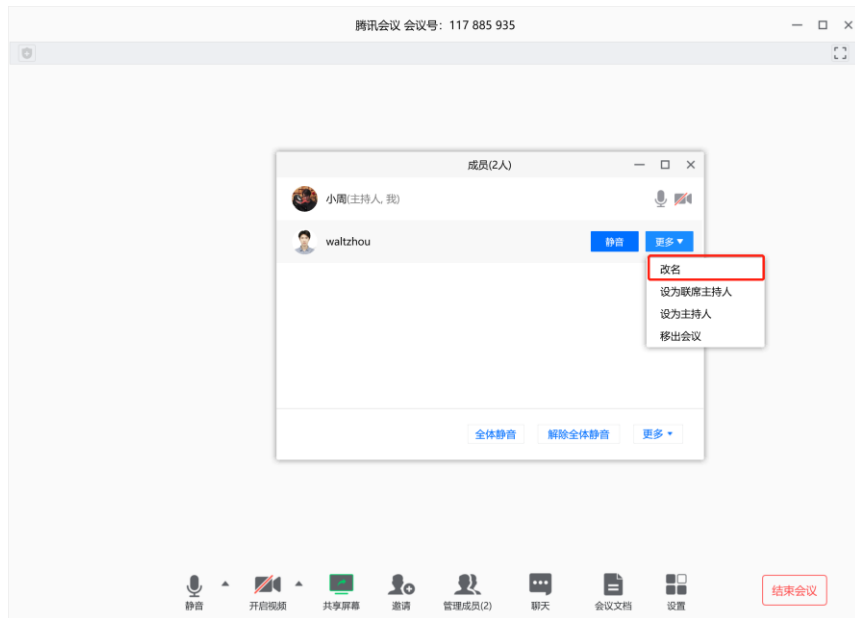 腾讯会议 会议号：117 885 935
成员(2人)
小周(主持人, 我)
waltzhou
静音
更多
改名
设为联席主持人
设为主持人
移出会议
全体静音
解除全体静音
更多
静音
开启视频
共享屏幕
邀请
管理成员(2)
聊天
会议文档
设置
结束会议